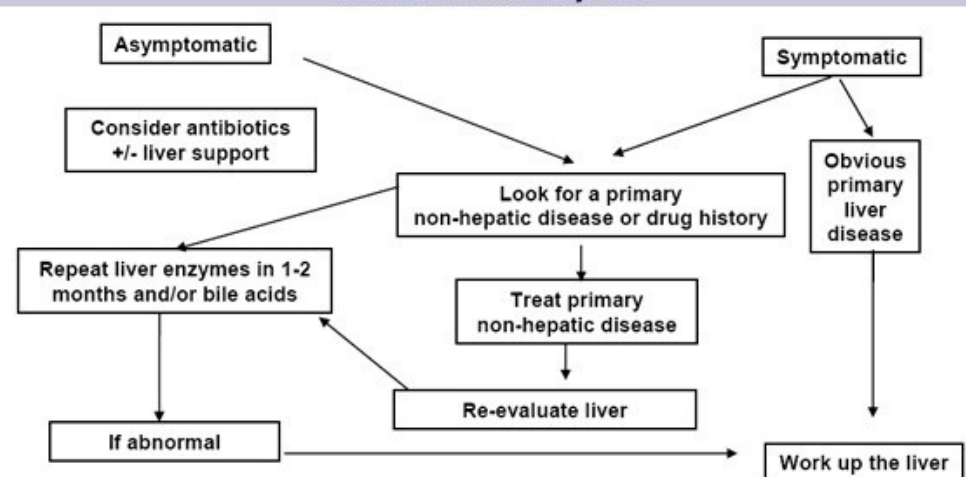 Asymptomatic
Symptomatic
Consider antibiotics
+/- liver support
Obvious
primary
liver
disease
Look for a primary
non-hepatic disease or drug history
Repeat liver enzymes in 1-2
months and/or bile acids
Treat primary
non-hepatic disease
Re-evaluate liver
If abnormal
Work up the liver